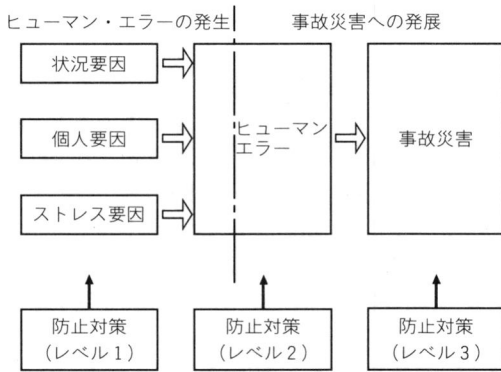 ヒューマン・エラーの発生
事故災害への発展
状況要因
個人要因
ストレス要因
ヒューマン
エラー
事故災害
防止対策
（レベル１）
防止対策
（レベル２）
防止対策
（レベル３）